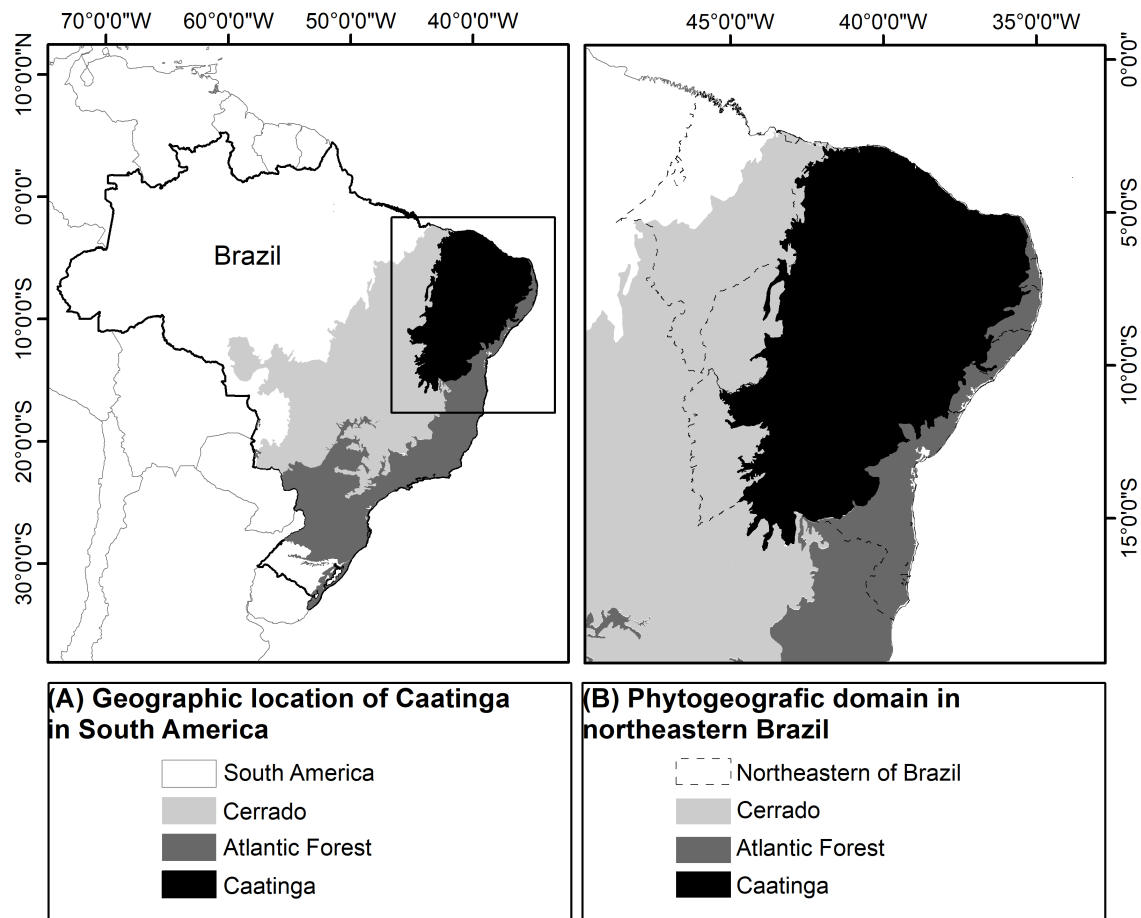 70°0'0"W 60°0'0"W 50°0'0"W 40°0'0"W
45°0'0"W 40°0'0"W 35°0'0"W
10°0'0"N
0°0'0"
10°0'0"S
20°0'0"S
30°0'0"S
Brazil
0°0'0"
5°0'0"S
10°0'0"S
15°0'0"S
(A) Geographic location of Caatinga
in South America
South America
Cerrado
Atlantic Forest
Caatinga
(B) Phytogeografic domain in
northeastern Brazil
Northeastern of Brazil
Cerrado
Atlantic Forest
Caatinga